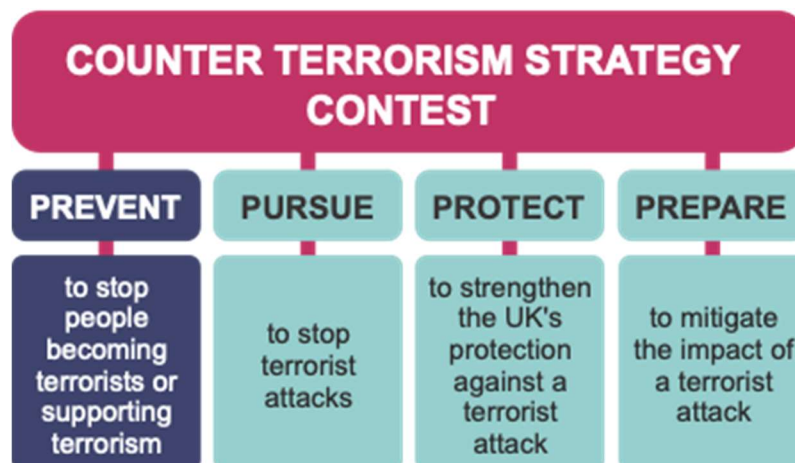 COUNTER TERRORISM STRATEGY
CONTEST
PREVENT
to stop
people
becoming
terrorists or
supporting
terrorism
PURSUE
to stop
terrorist
attacks
PROTECT
to strengthen
the UK's
protection
against a
terrorist
attack
PREPARE
to mitigate
the impact of
a terrorist
attack